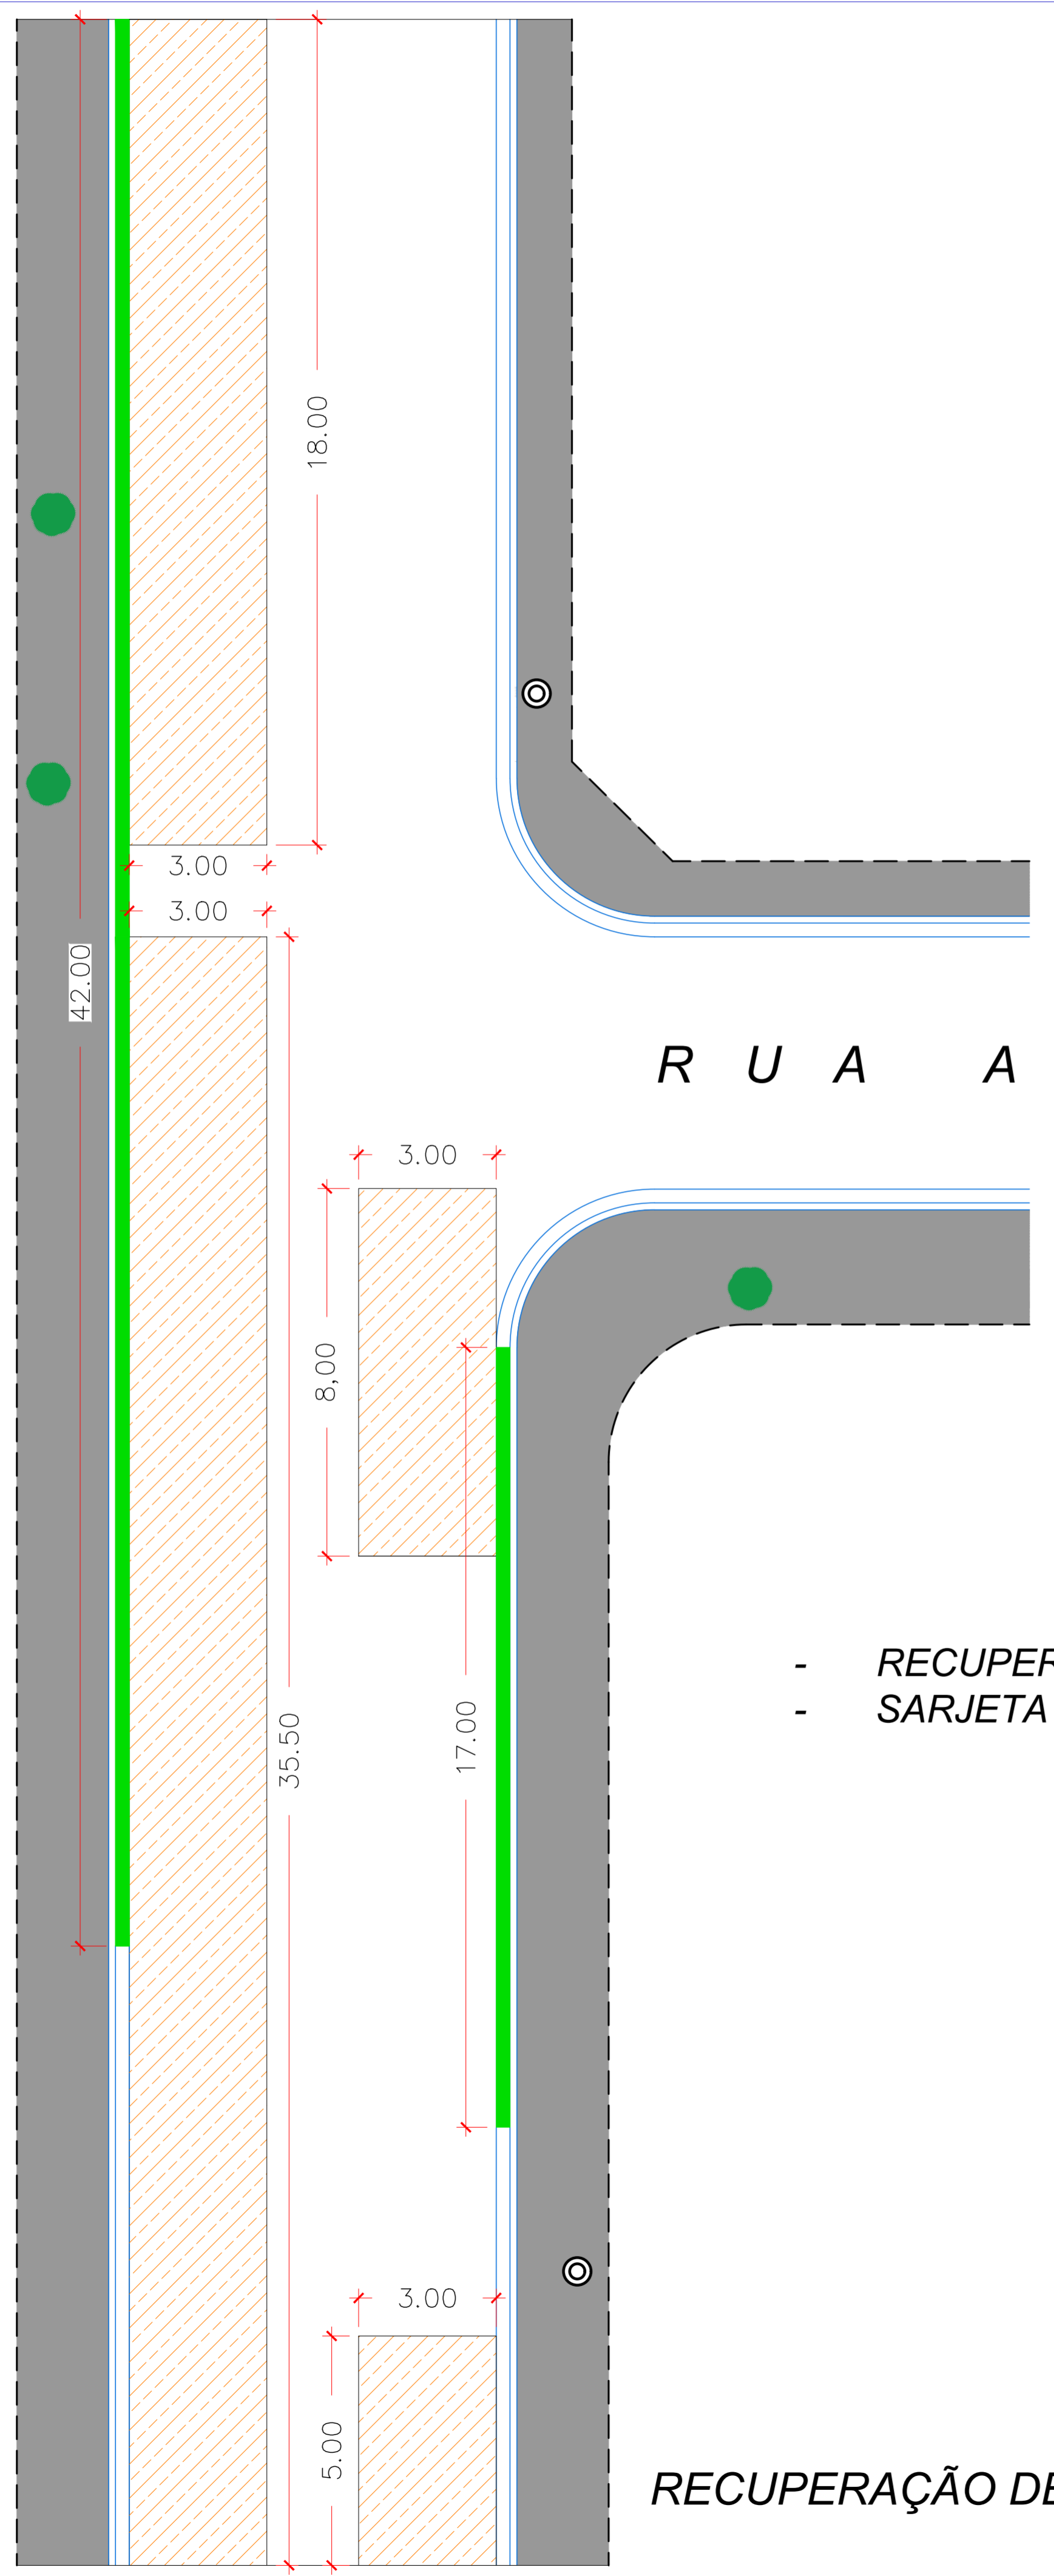 18.00
3.00
3.00
42.00
R U A A
3.00
8,00
- RECUPER
- SARJETA
35.50
17.00
3.00
5.00
RECUPERAÇÃO DE